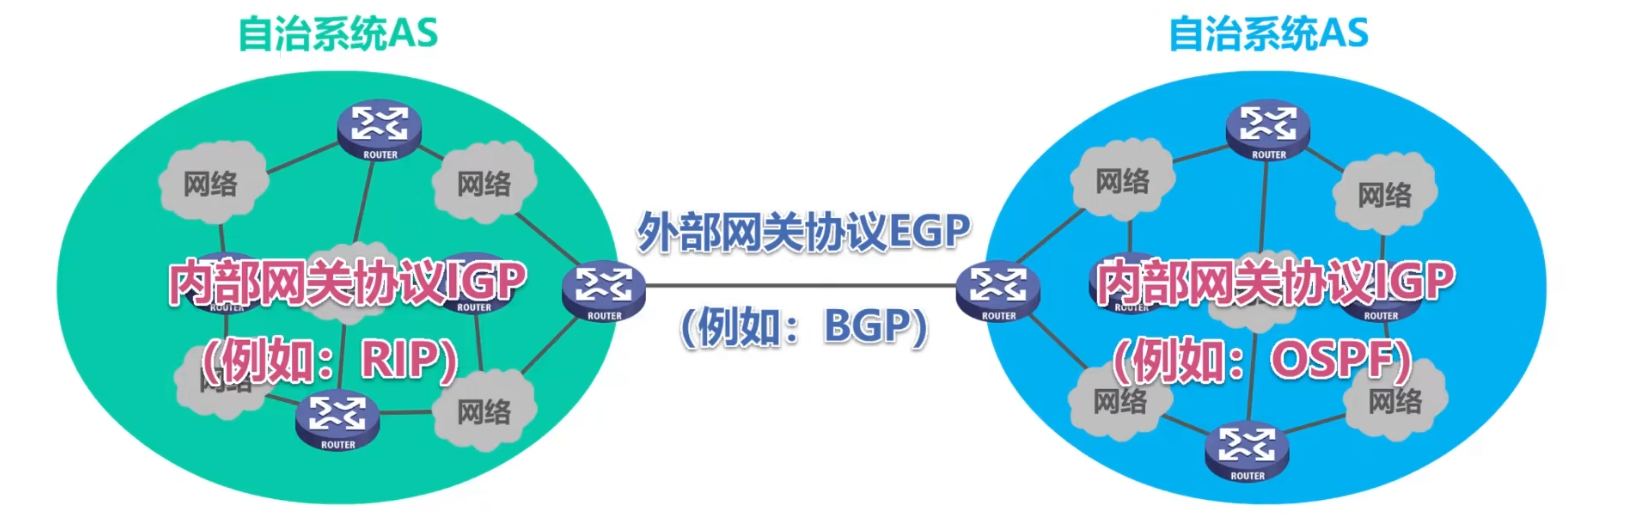 自治系统AS
自治系统AS
ROUTER
ROUTER
网络
网络
网络
网络
外部网关协议EGP
内部网关协议IGP
ROUTER
ROUTER
ROUTER
(例如：BGP)
ROUTER
内部网关协议IGP
ROUTER
ROUTER
(例如：RIP)
(例如：OSPF)
网络
网络
网络
网络
ROUTER
ROUTER